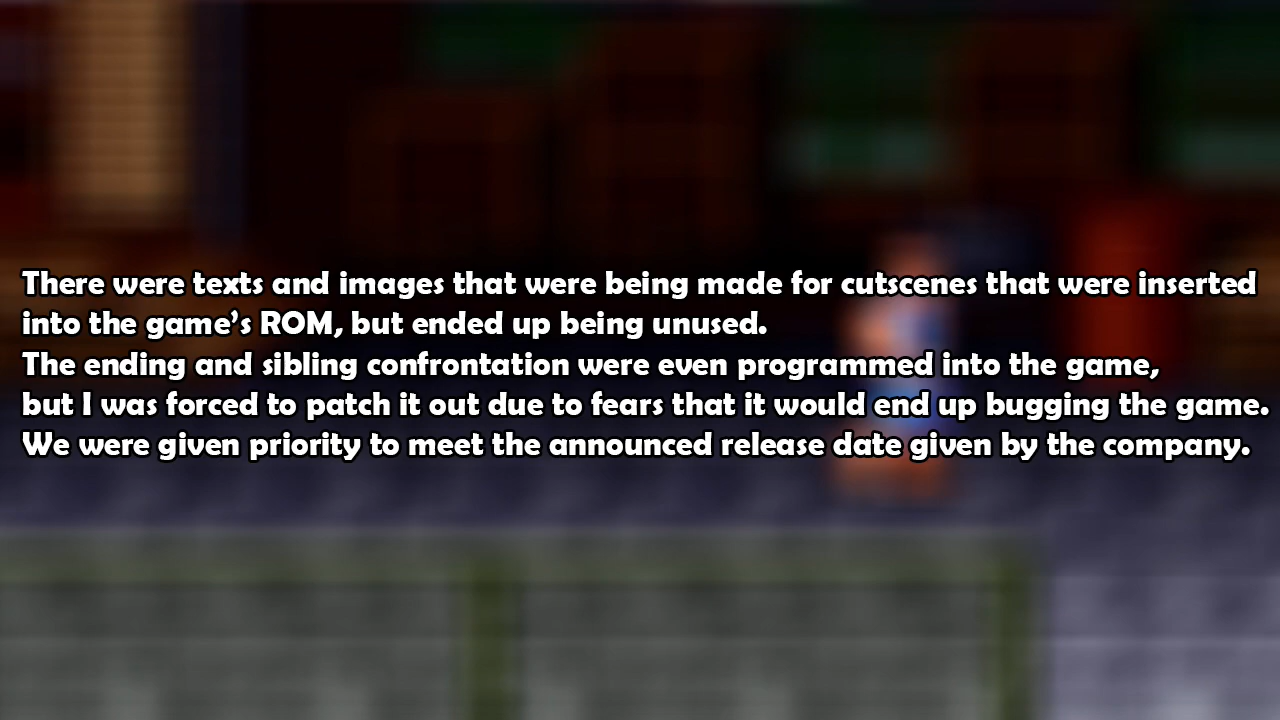 There were texts and images that were being made for cutscenes that were inserted
into the game’s ROM, but ended up being unused.
The ending and sibling confrontation were even programmed into the game,
but I was forced to patch it out due to fears that it would end up bugging the game.
We were given priority to meet the announced release date given by the company.